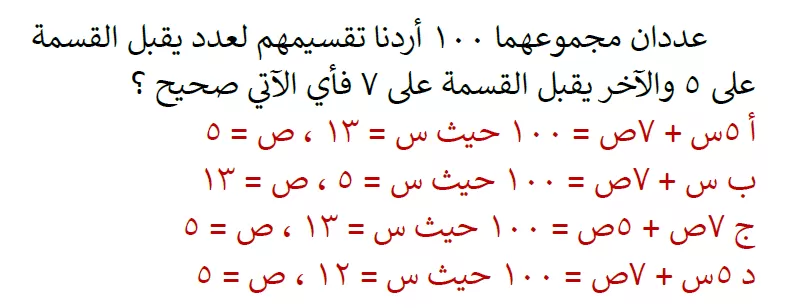 عددان مجموعهما ١٠٠ أردنا تقسيمهم لعدد يقبل القسمة
على ٥ والآخر يقبل القسمة على ٧ فأي الآتي صحيح ؟
أ ٥س + ٧ص = ١٠٠ حيث س = ١٣ ، ص = ٥
ب س + ٧ص = ١٠٠ حيث س = ٥ ، ص = ١٣
ج ٧ص + ٥ص = ١٠٠ حيث س = ١٣ ، ص = ٥
د ٥س + ٧ص = ١٠٠ حيث س = ١٢ ، ص = ٥